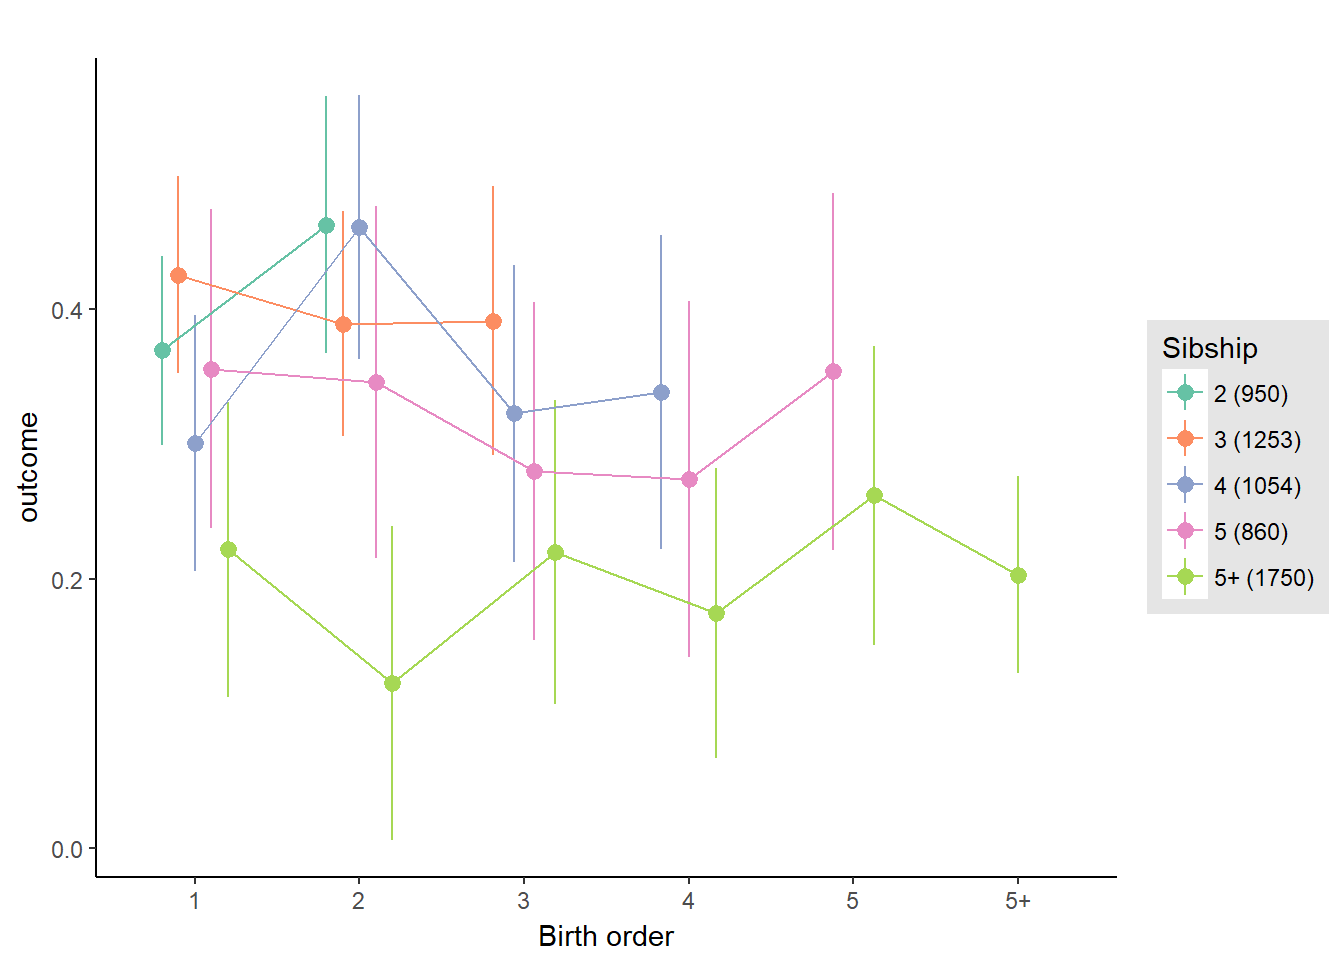 outcome
0.4
0.2
0.0
1 2 3 4 5 5+
Birth order
Sibship
2 (950)
3 (1253)
4 (1054)
5 (860)
5+ (1750)